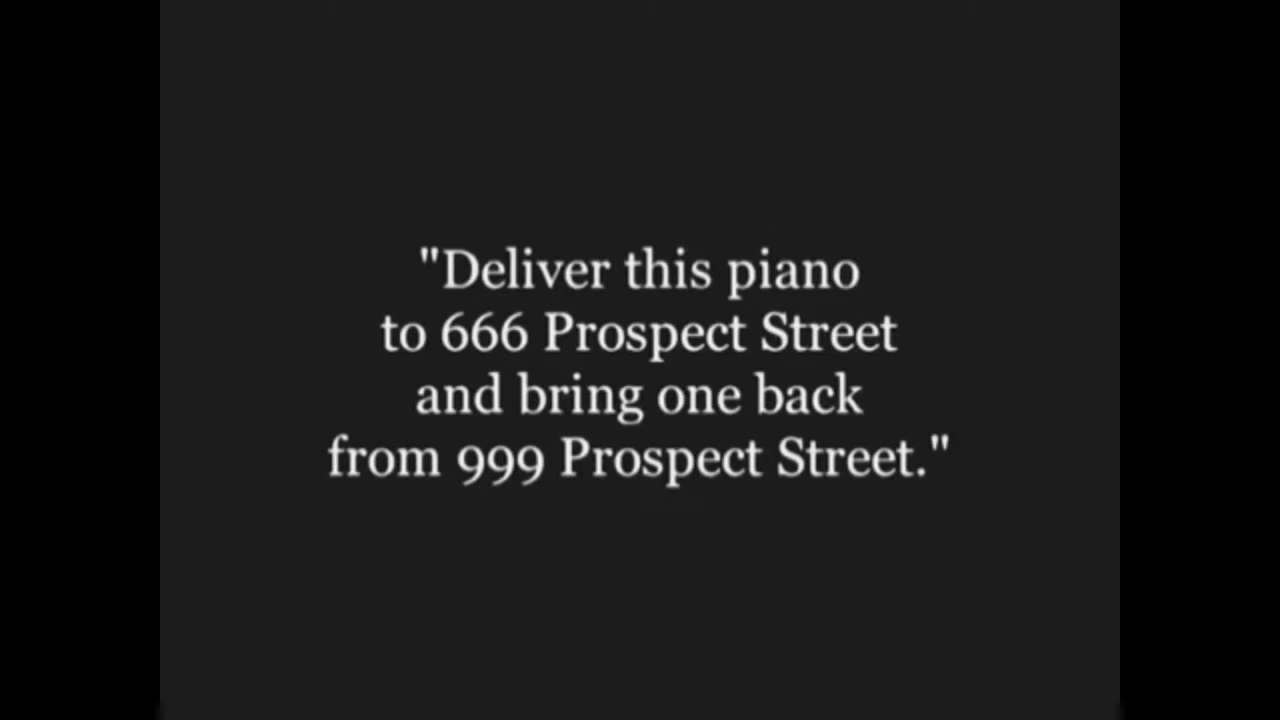 "Deliver this piano
to 666 Prospect Street
and bring one back
from 999 Prospect Street."